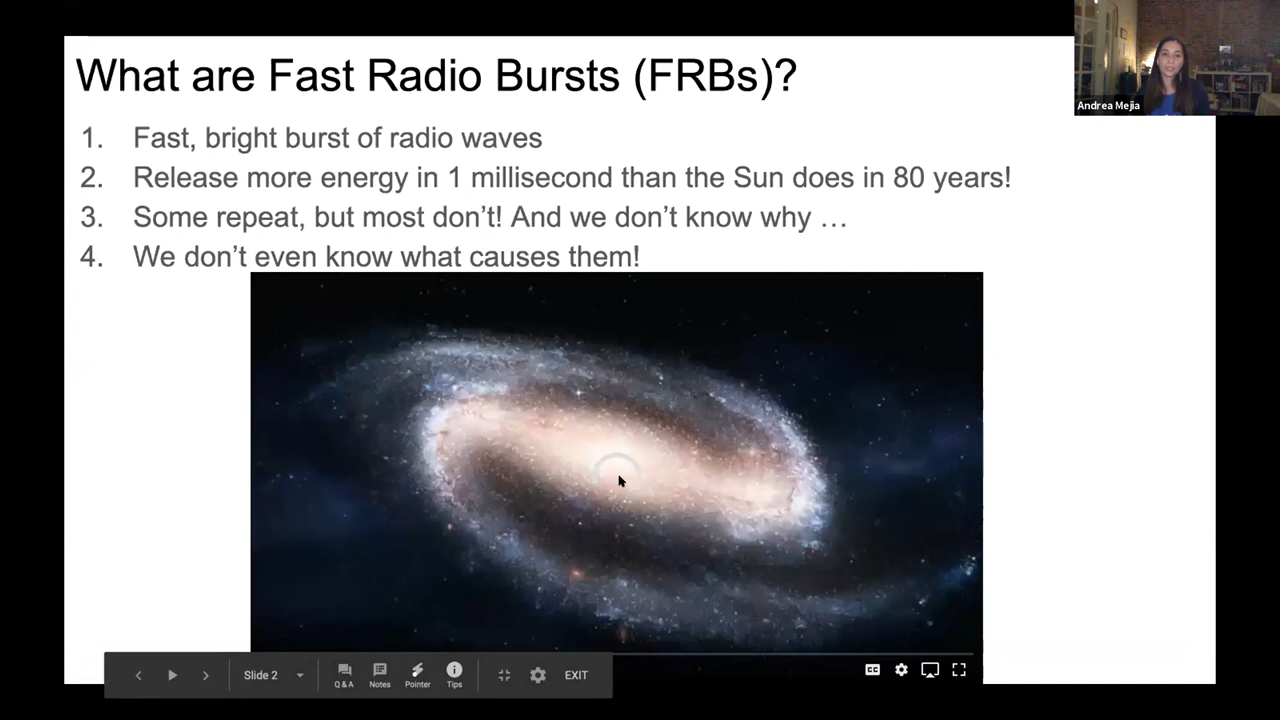 What are Fast Radio Bursts (FRBs)?
Andrea Mejia
1. Fast, bright burst of radio waves
2. Release more energy in 1 millisecond than the Sun does in 80 years!
3. Some repeat, but most don't! And we don't know why …
4. We don't even know what causes them!
Slide 2
Q & A
Notes
Pointer
Tips
EXIT
CC